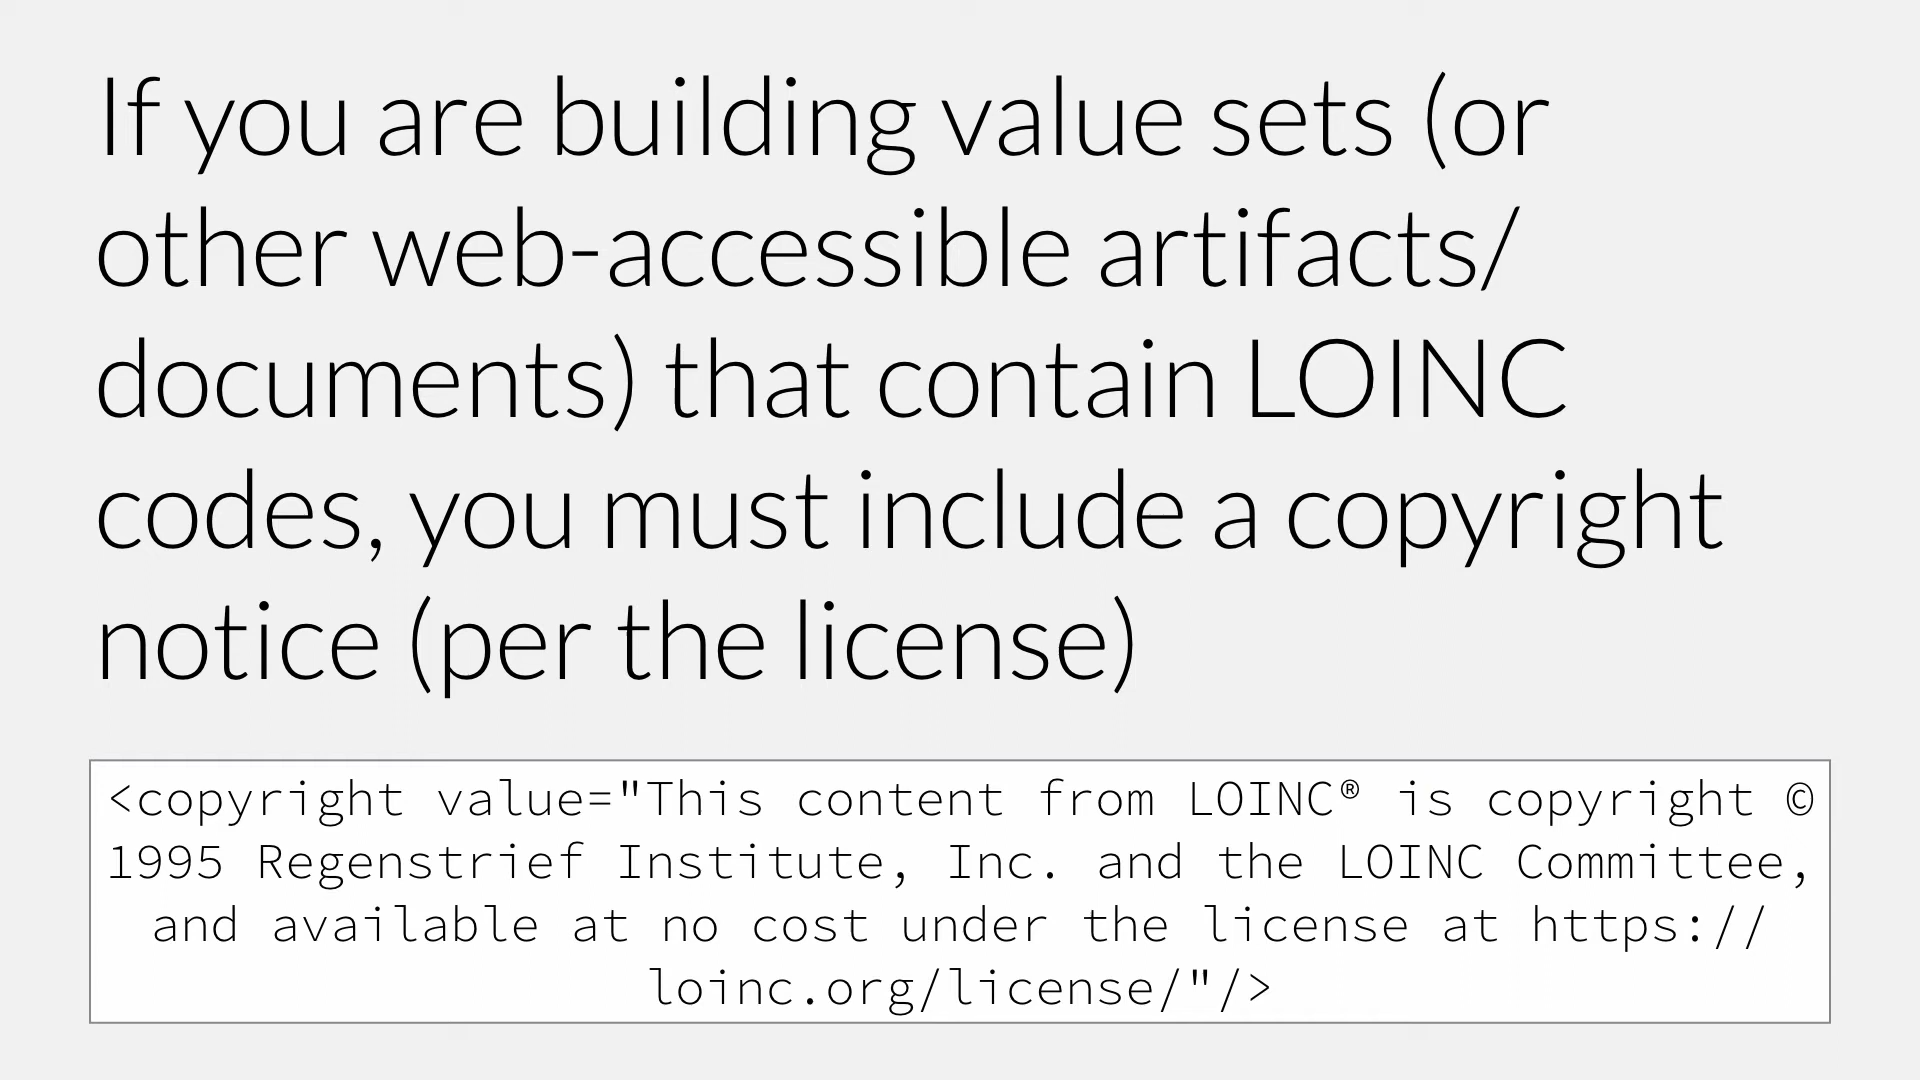 If you are building value sets (or
other web-accessible artifacts/
documents) that contain LOINC
codes, you must include a copyright
notice (per the license)
<copyright value="This content from LOINC® is copyright ©
1995 Regenstrief Institute, Inc. and the LOINC Committee,
and available at no cost under the license at https://
loinc.org/license/"/>